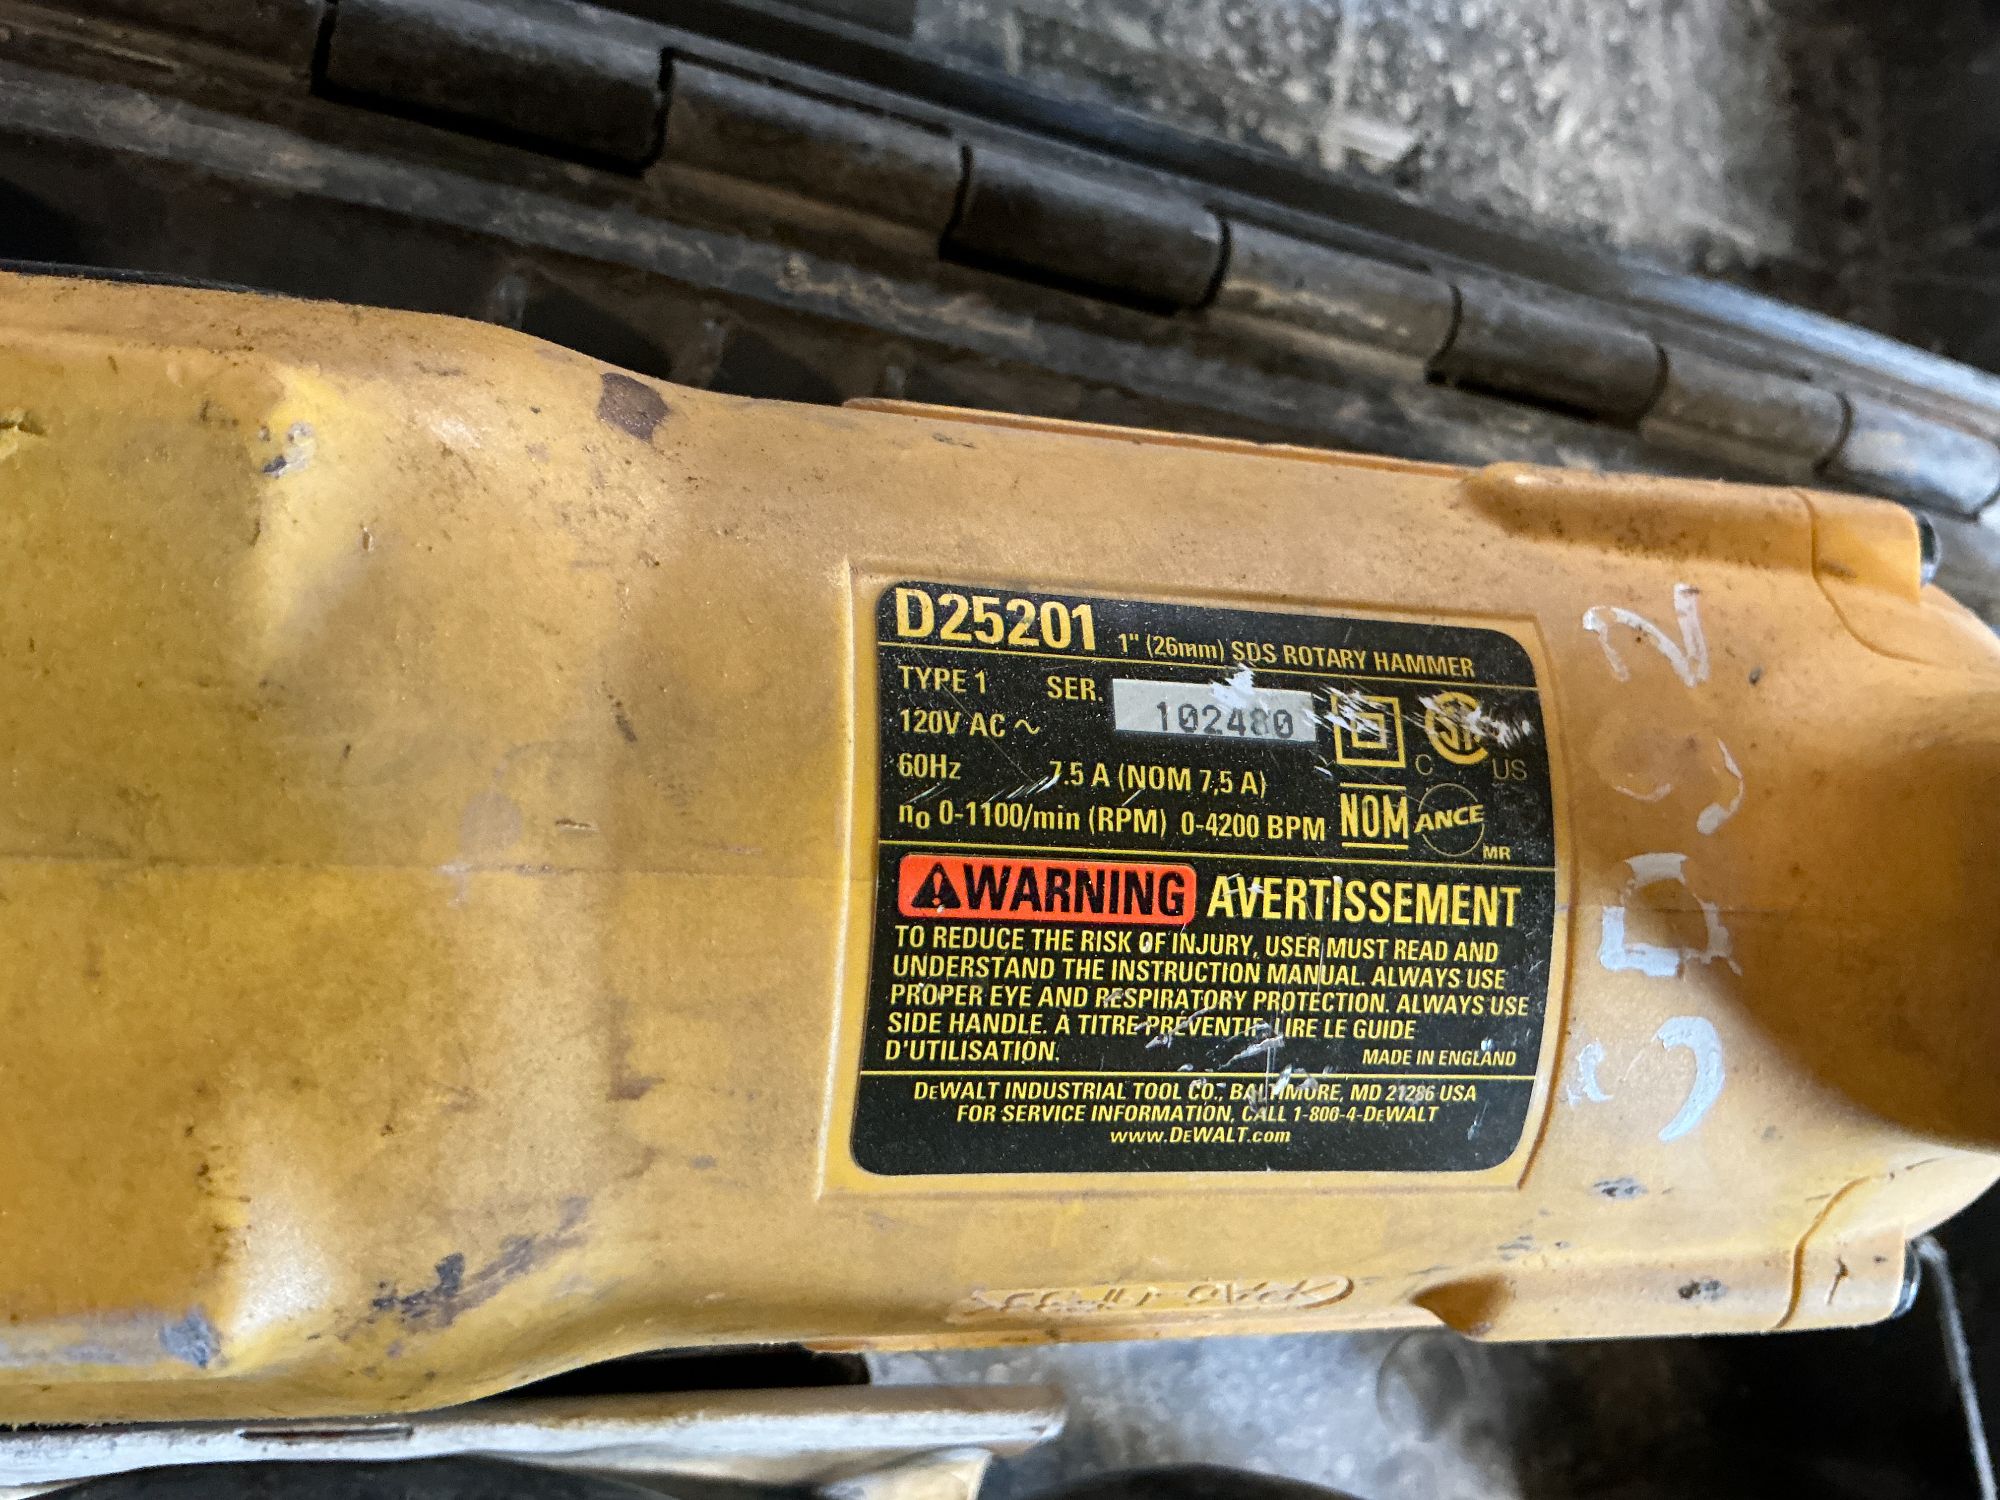 D25201 1" (26mm) SDS ROTARY HAMMER
TYPE 1 SER. 102480
120V AC ~
60Hz 7.5 A (NOM 7.5 A)
n₀ 0-1100/min (RPM) 0-4200 BPM
C US
NOM ANCE MR
WARNING AVERTISSEMENT
TO REDUCE THE RISK OF INJURY, USER MUST READ AND
UNDERSTAND THE INSTRUCTION MANUAL. ALWAYS USE
PROPER EYE AND RESPIRATORY PROTECTION. ALWAYS USE
SIDE HANDLE. À TITRE PRÉVENTIF, LIRE LE GUIDE
D'UTILISATION. MADE IN ENGLAND
DEWALT INDUSTRIAL TOOL CO., BALTIMORE, MD 21286 USA
FOR SERVICE INFORMATION, CALL 1-800-4-DEWALT
www.DEWALT.com